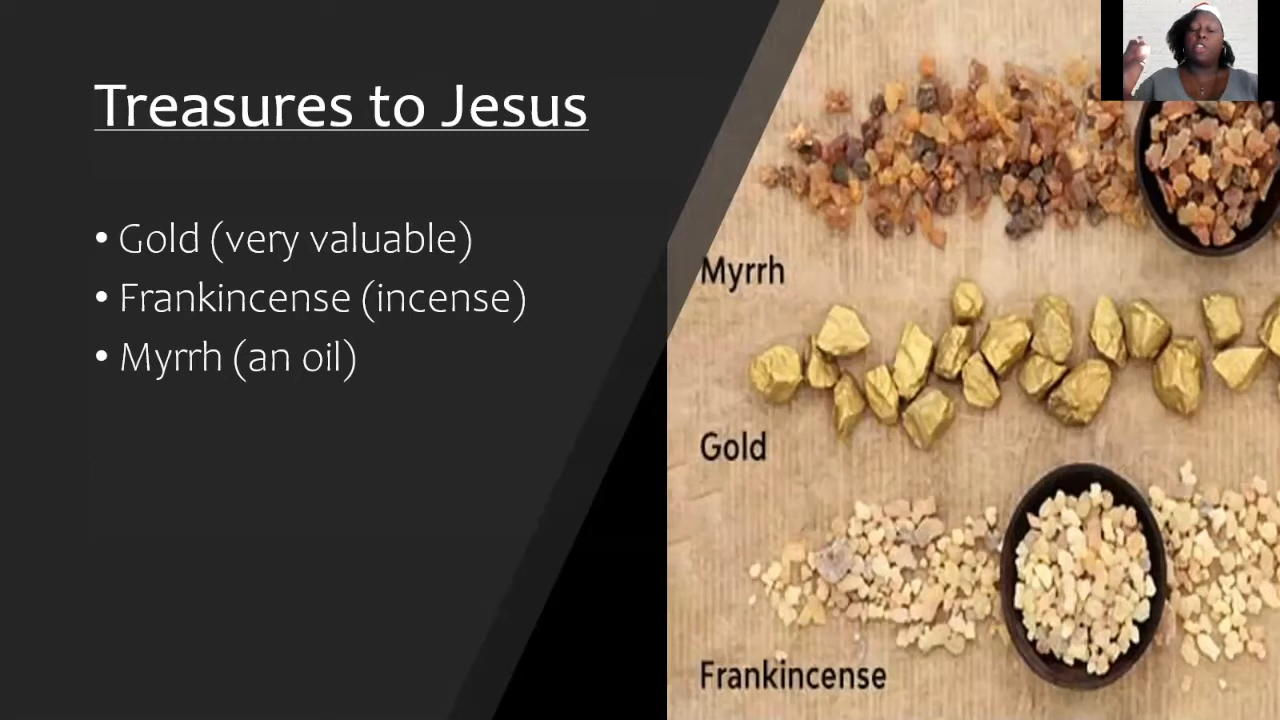 Treasures to Jesus
• Gold (very valuable)
• Frankincense (incense)
• Myrrh (an oil)
Myrrh
Gold
Frankincense